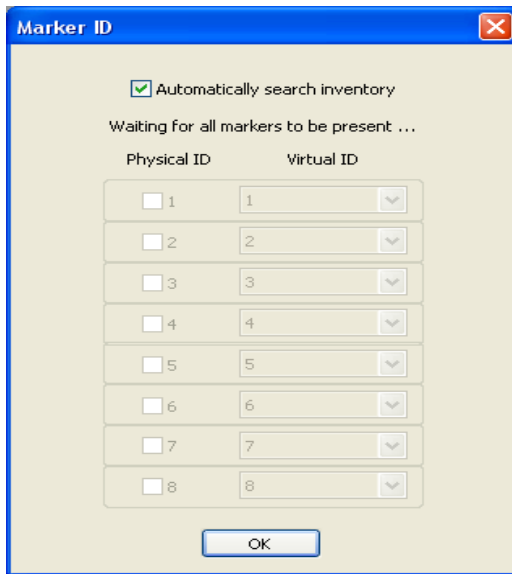 Marker ID
Automatically search inventory
Waiting for all markers to be present ...
Physical ID Virtual ID
1 1
2 2
3 3
4 4
5 5
6 6
7 7
8 8
OK